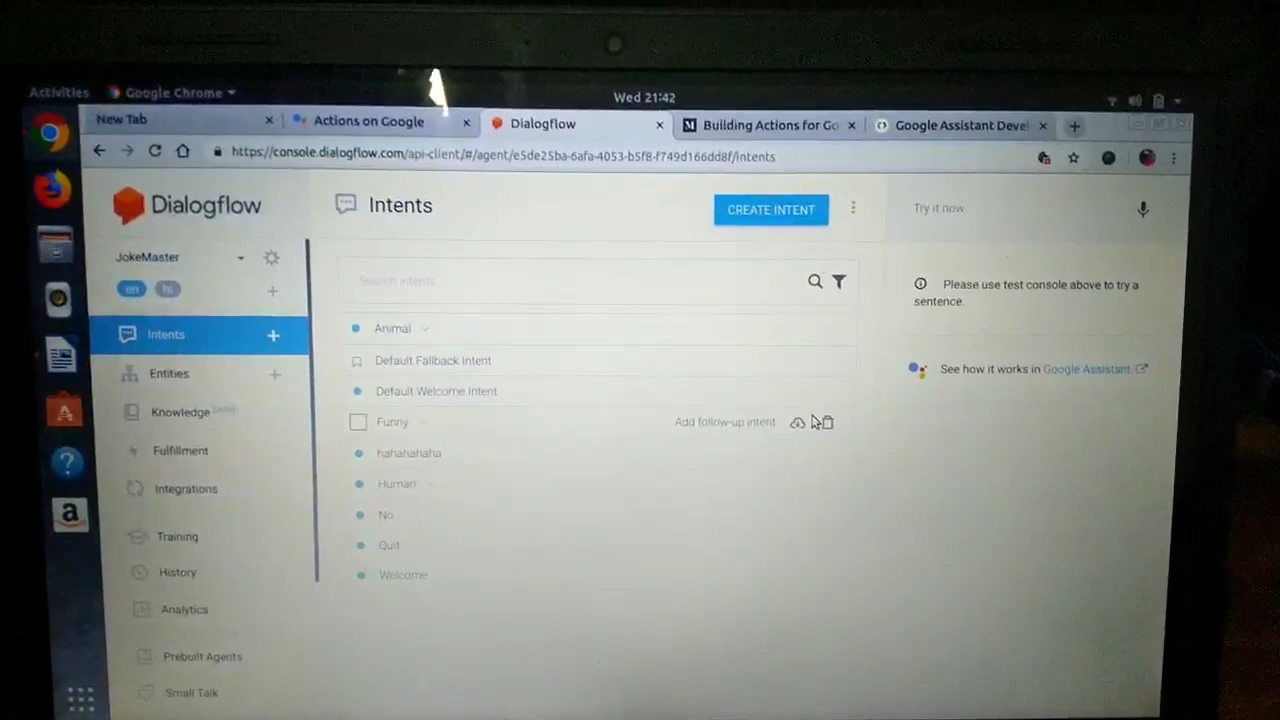 Activities
Google Chrome
Wed 21:42
New Tab
Actions on Google
Dialogflow
Building Actions for Go
Google Assistant Devel
https://console.dialogflow.com/api-client/#/agent/e5de25ba-6afa-4053-b5f8-f749d166dd8f/intents
Dialogflow
Intents
CREATE INTENT
Try it now
JokeMaster
en
hi
Search intents
Please use test console above to try a
sentence.
Intents
Animal
Default Fallback Intent
See how it works in Google Assistant.
Entities
Default Welcome Intent
Knowledge [beta]
Funny
Add follow-up intent
Fulfillment
hahahahaha
Integrations
Human
No
Training
Quit
History
Welcome
Analytics
Prebuilt Agents
Small Talk